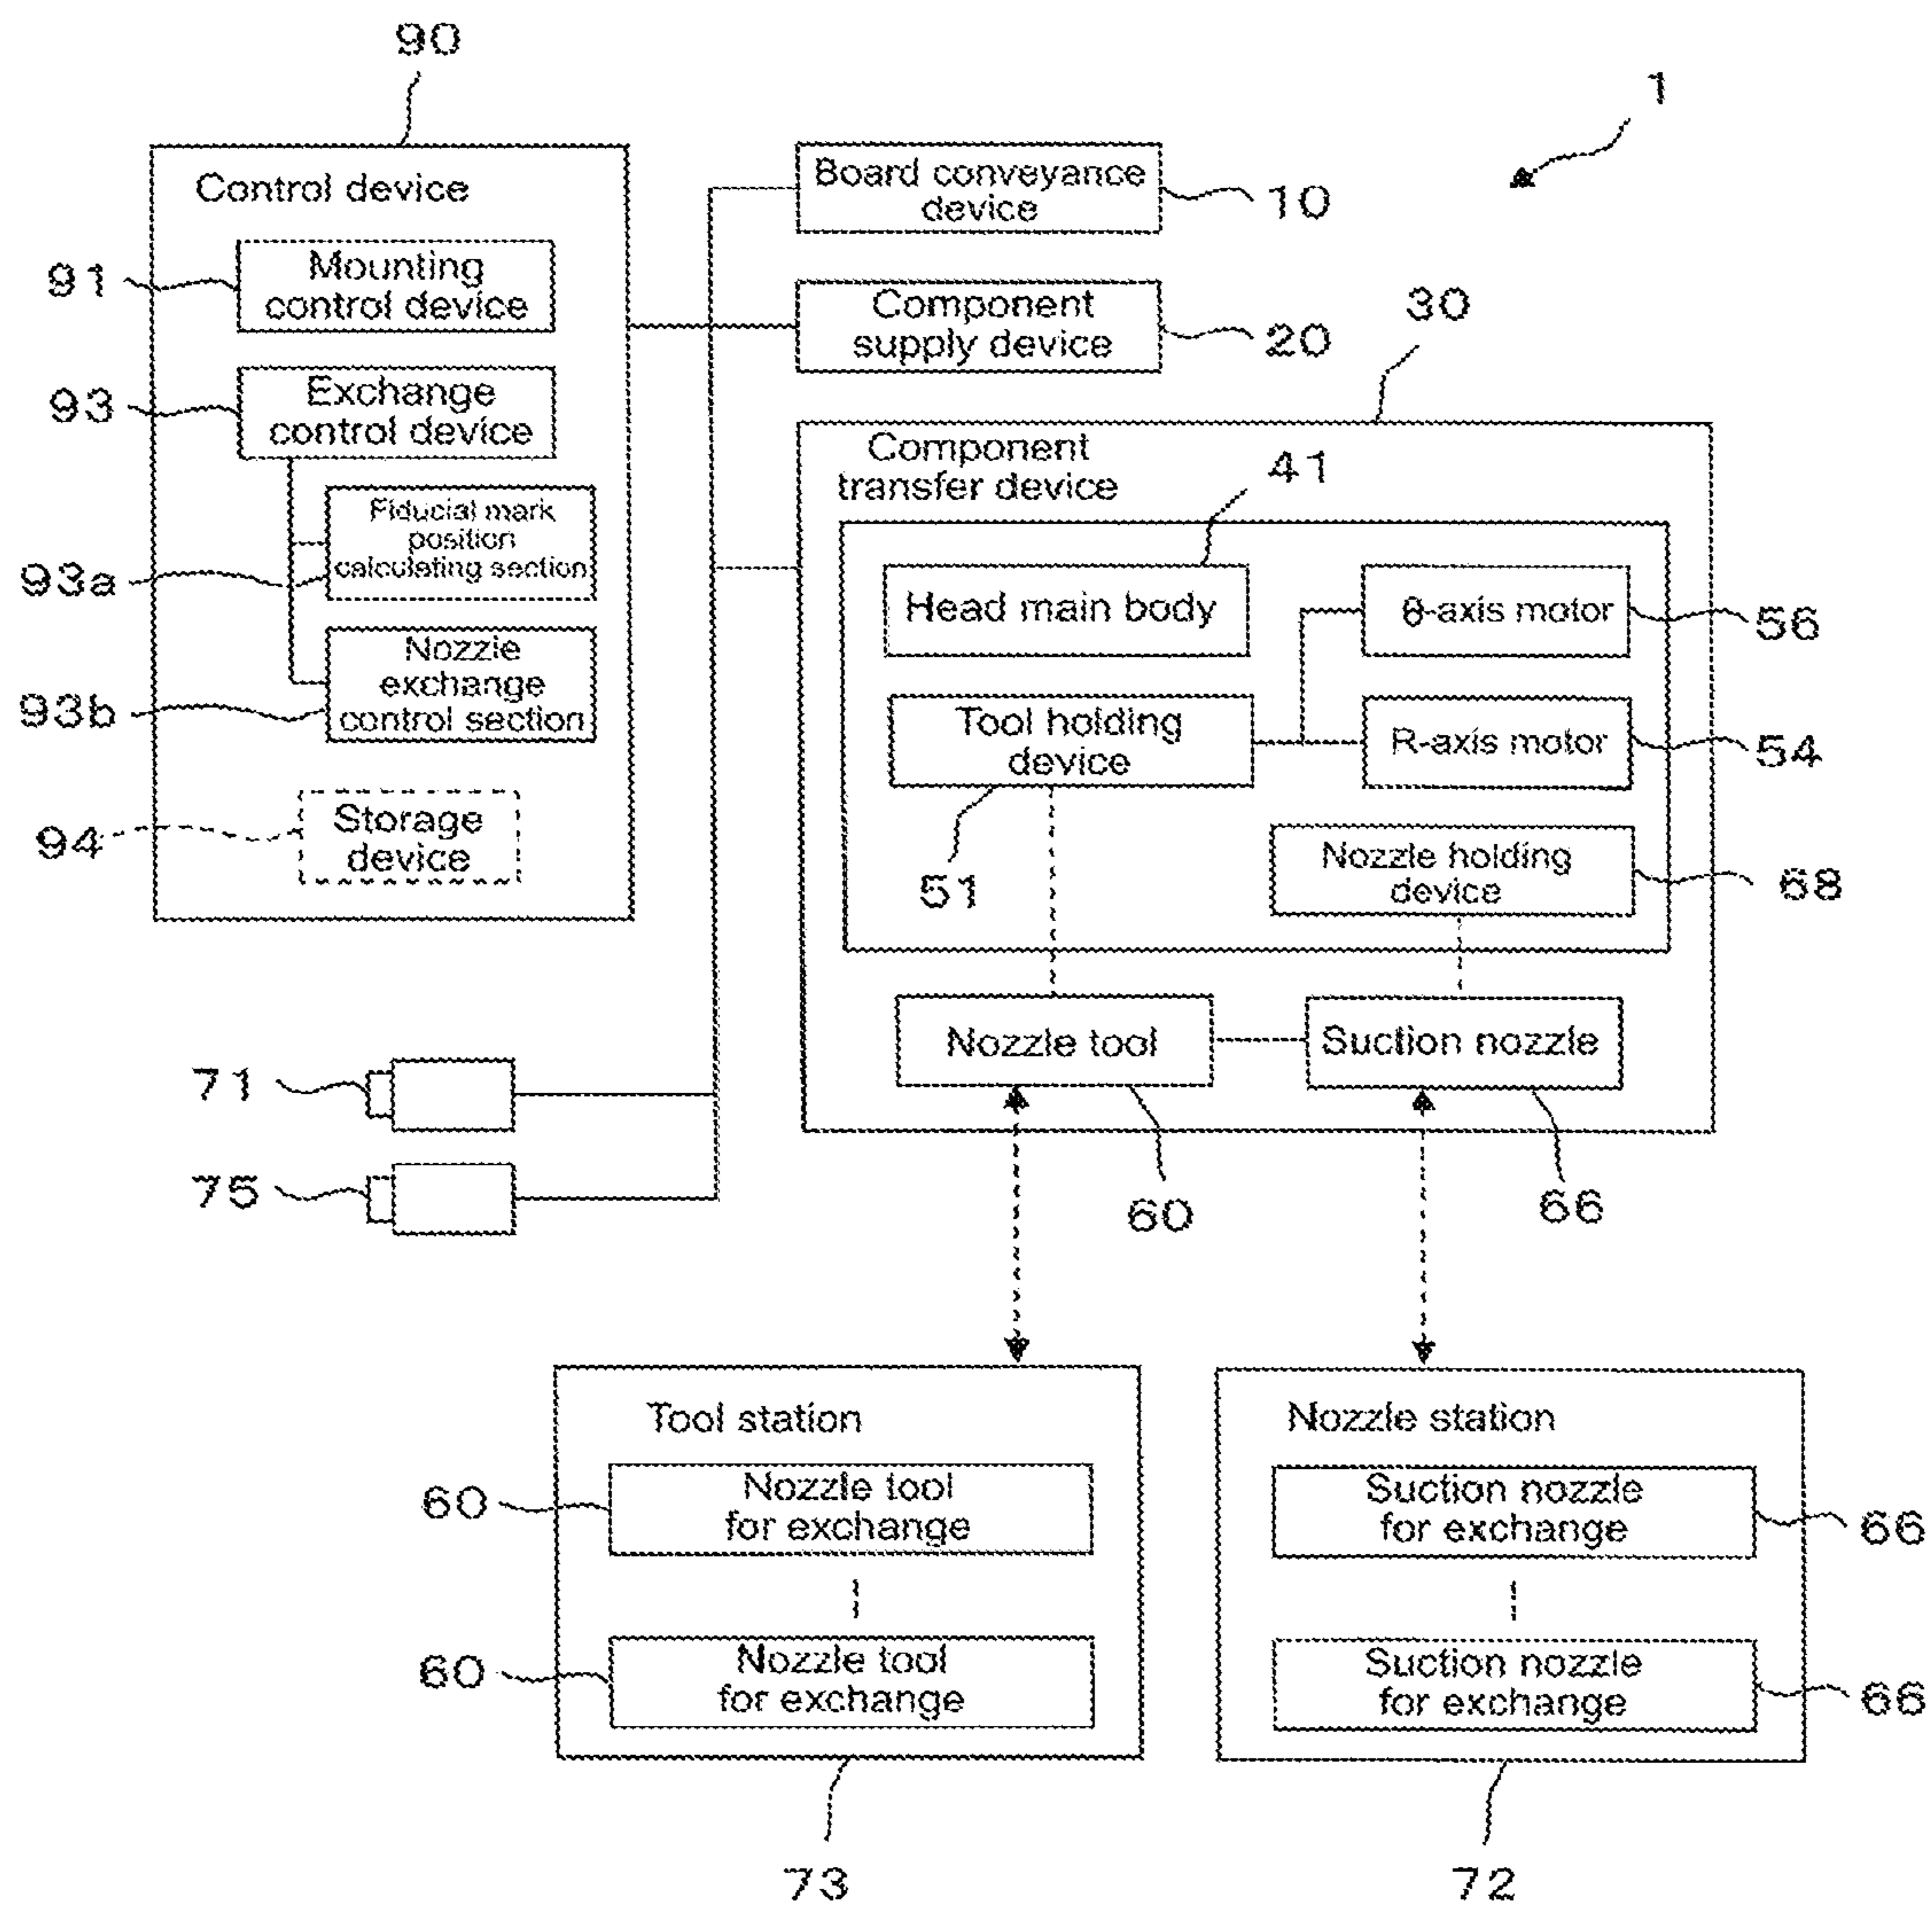 90
1
Control device
Board conveyance
device
10
91
Mounting
control device
Component
supply device
20
30
93
Exchange
control device
Component
transfer device
41
93a
Fiducial mark
position
calculating section
Head main body
θ-axis motor
56
93b
Nozzle
exchange
control section
Tool holding
device
R-axis motor
54
94
Storage
device
51
Nozzle holding
device
68
Nozzle tool
Suction nozzle
71
75
60
66
Tool station
Nozzle station
60
Nozzle tool
for exchange
Suction nozzle
for exchange
66
60
Nozzle tool
for exchange
Suction nozzle
for exchange
66
73
72